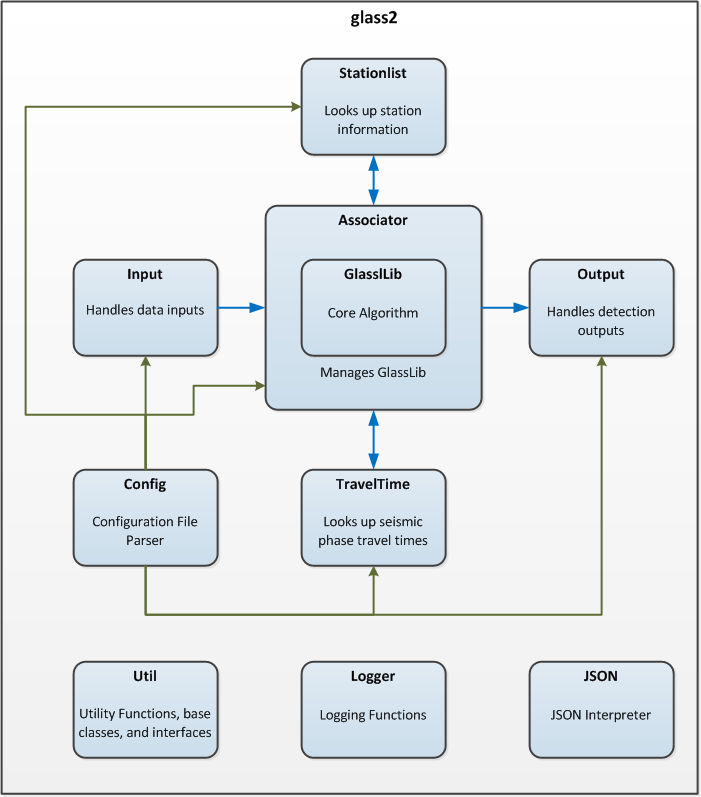 glass2
Stationlist
Looks up station
information
Associator
Input
Handles data inputs
GlasslLib
Core Algorithm
Manages GlassLib
Output
Handles detection
outputs
Config
Configuration File
Parser
TravelTime
Looks up seismic
phase travel times
Util
Utility Functions, base
classes, and interfaces
Logger
Logging Functions
JSON
JSON Interpreter